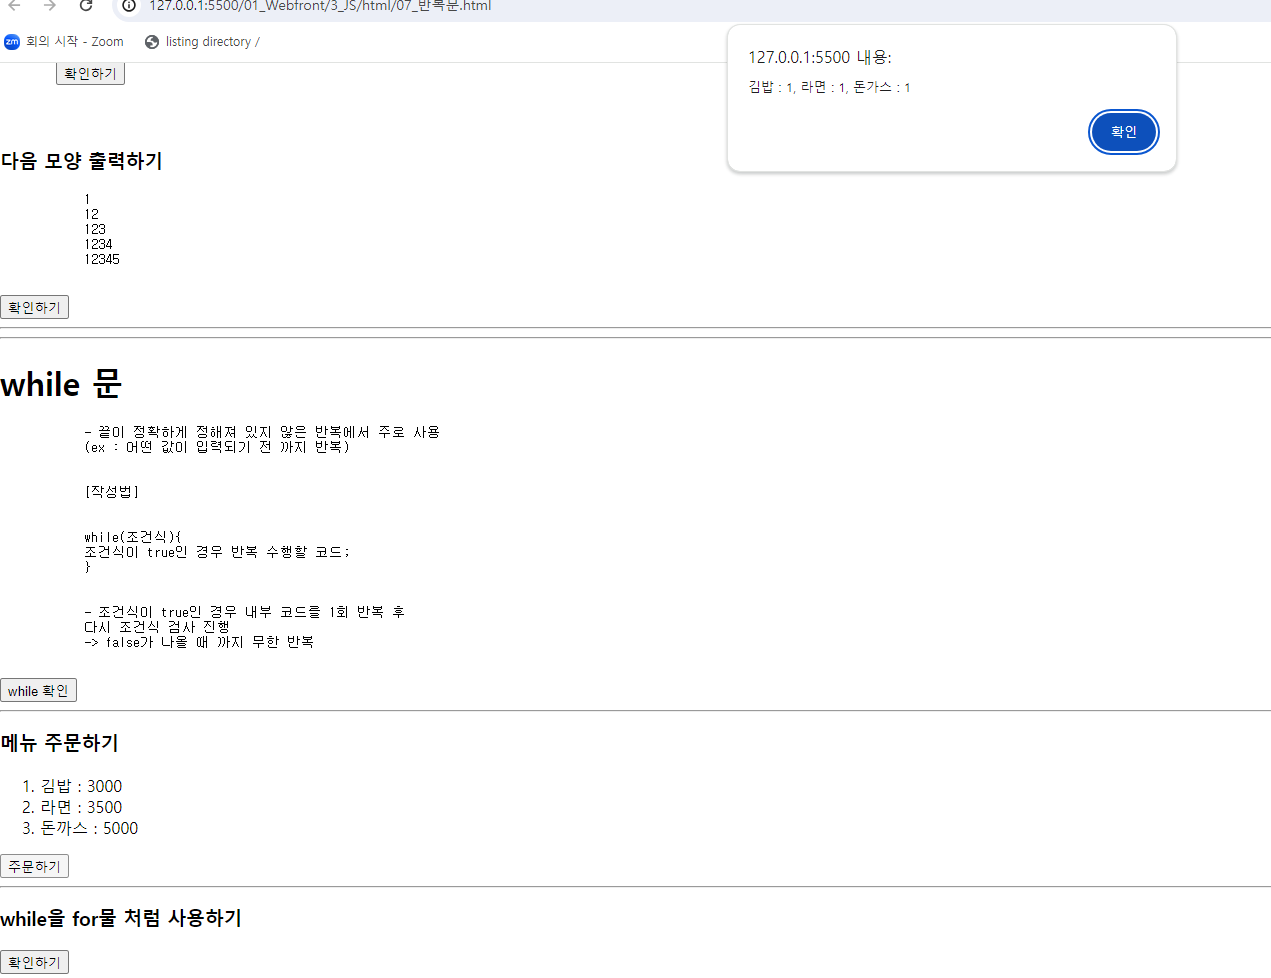 127.0.0.1:5500/01_Webfront/3_JS/html/07_반복문.html
zm 회의 시작 - Zoom listing directory /
127.0.0.1:5500 내용:
김밥 : 1, 라면 : 1, 돈가스 : 1
확인
확인하기
다음 모양 출력하기
1
12
123
1234
12345
확인하기
while 문
- 끝이 정확하게 정해져 있지 않은 반복에서 주로 사용
(ex : 어떤 값이 입력되기 전 까지 반복)
[작성법]
while(조건식){
조건식이 true인 경우 반복 수행할 코드;
}
- 조건식이 true인 경우 내부 코드를 1회 반복 후
다시 조건식 검사 진행
-> false가 나올 때 까지 무한 반복
while 확인
메뉴 주문하기
1. 김밥 : 3000
2. 라면 : 3500
3. 돈까스 : 5000
주문하기
while을 for물 처럼 사용하기
확인하기